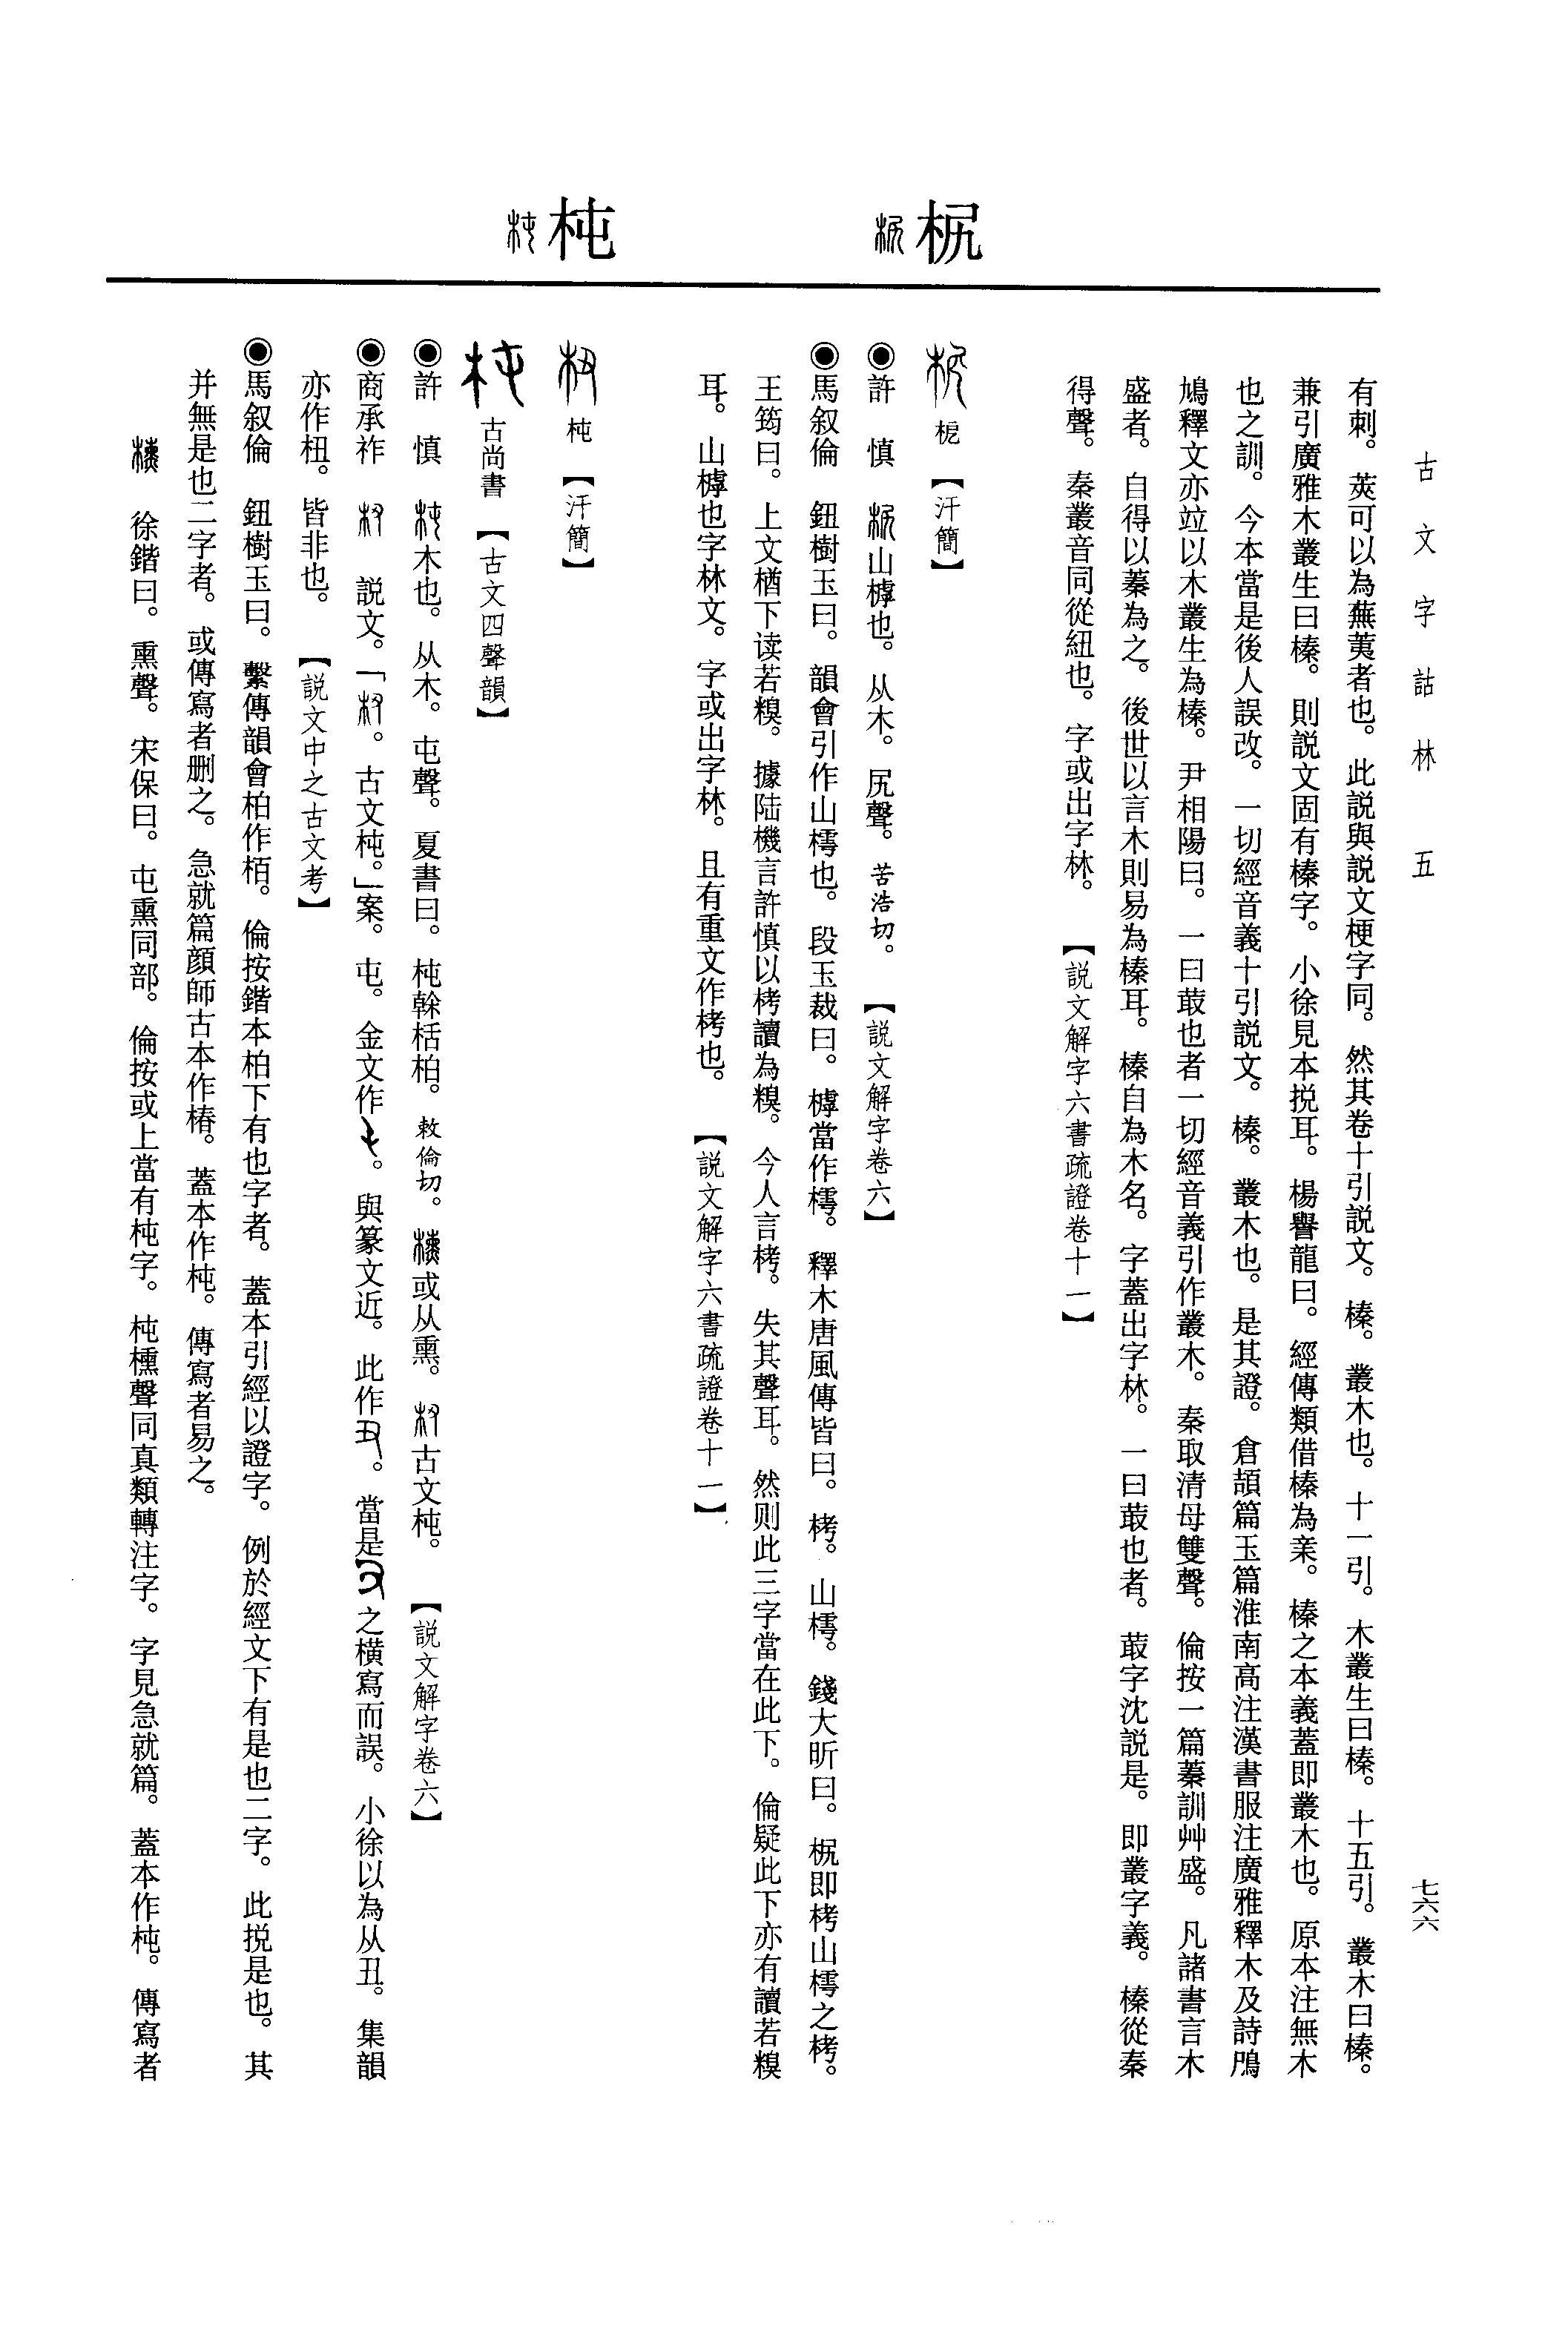 古文字詁林 五
七六六
有刺。莢可以為蕪荑者也。此説與説文梗字同。然其卷十引説文。榛。叢木也。十一引。木叢生曰榛。十五引。叢木曰榛。
兼引廣雅木叢生曰榛。則説文固有榛字。小徐見本挩耳。楊譽龍曰。經傳類借榛為亲。榛之本義蓋即叢木也。原本注無木
也之訓。今本當是後人誤改。一切經音義十引説文。榛。叢木也。是其證。倉頡篇玉篇淮南高注漢書服注廣雅釋木及詩鳲
鳩釋文亦竝以木叢生為榛。尹相陽曰。一曰菆也者一切經音義引作叢木。秦取清母雙聲。倫按一篇蓁訓艸盛。凡諸書言木
盛者。自得以蓁為之。後世以言木則易為榛耳。榛自為木名。字蓋出字林。一曰菆也者。菆字沈説是。即叢字義。榛從秦
得聲。秦叢音同從紐也。字或出字林。 【説文解字六書疏證卷十一】
𣐊
𣐊 【汗簡】
◉許 慎 山㯉也。从木。尻聲。苦浩切。 【説文解字卷六】
◉馬叙倫 鈕樹玉曰。韻會引作山樗也。段玉裁曰。㯉當作樗。釋木唐風傳皆曰。栲。山樗。錢大昕曰。𣐊即栲山樗之栲。
王筠曰。上文楢下读若糗。據陆機言許慎以栲讀為糗。今人言栲。失其聲耳。然则此三字當在此下。倫疑此下亦有讀若糗
耳。山㯉也字林文。字或出字林。且有重文作栲也。 【説文解字六書疏證卷十一】
杶
杶 【汗簡】
古尚書 【古文四聲韻】
◉許 慎 木也。从木。屯聲。夏書曰。杶榦栝柏。敕倫切。或从熏。古文杶。 【説文解字卷六】
◉商承祚 説文。「。古文杶。」案。屯。金文作。與篆文近。此作。當是之橫寫而誤。小徐以為从丑。集韻
亦作杻。皆非也。 【説文中之古文考】
◉馬叙倫 鈕樹玉曰。繫傳韻會柏作栢。倫按鍇本柏下有也字者。蓋本引經以證字。例於經文下有是也二字。此挩是也。其
并無是也二字者。或傳寫者删之。急就篇顔師古本作椿。蓋本作杶。傳寫者易之。
徐鍇曰。熏聲。宋保曰。屯熏同部。倫按或上當有杶字。杶櫄聲同真類轉注字。字見急就篇。蓋本作杶。傳寫者